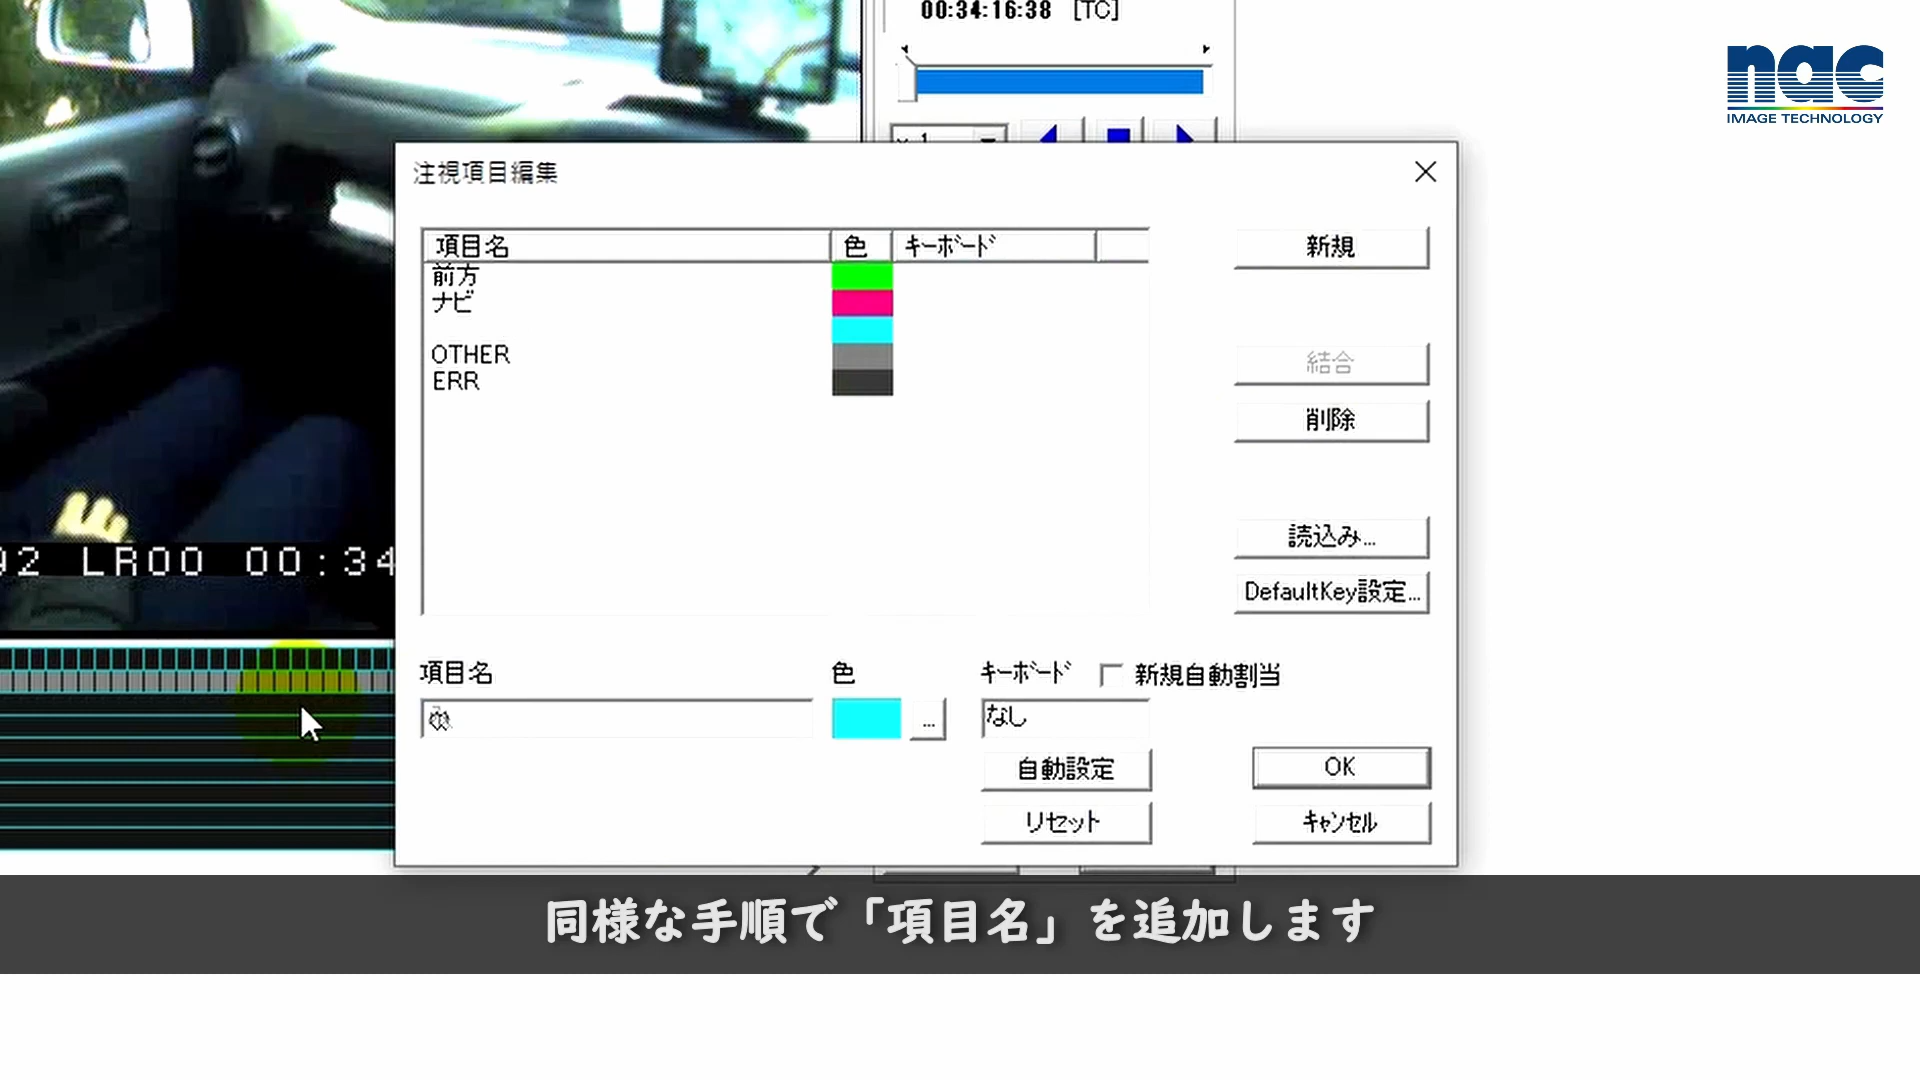 00:34:16:38 [TC]
nac
IMAGE TECHNOLOGY
注視項目編集
項目名 色 キーボード
新規
前方
ナビ
OTHER
ERR
結合
削除
読込み...
DefaultKey設定...
92 LR00 00:34
項目名 色 キーボード 新規自動割当
... なし
自動設定 OK
リセット キャンセル
同様な手順で「項目名」を追加します